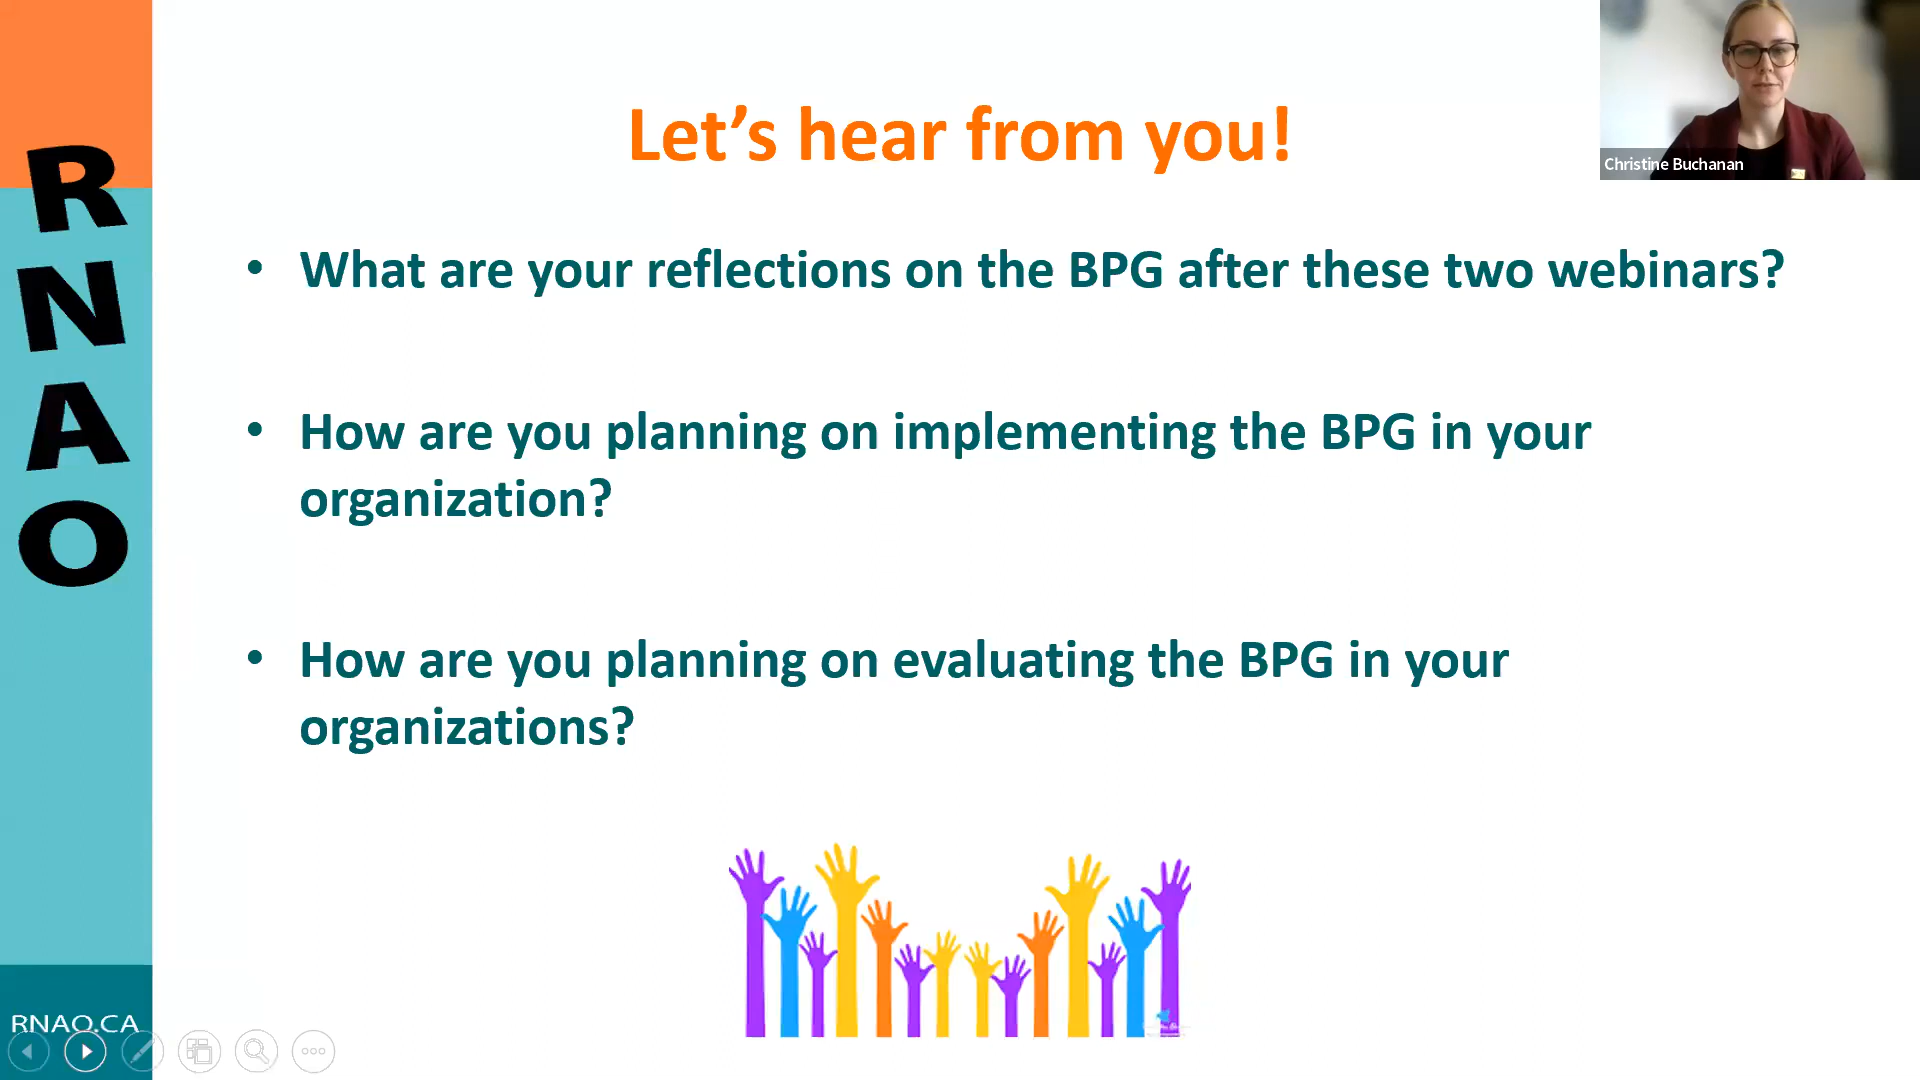 RNAO
Let's hear from you!
Christine Buchanan
• What are your reflections on the BPG after these two webinars?
• How are you planning on implementing the BPG in your
organization?
• How are you planning on evaluating the BPG in your
organizations?
RNAO.CA